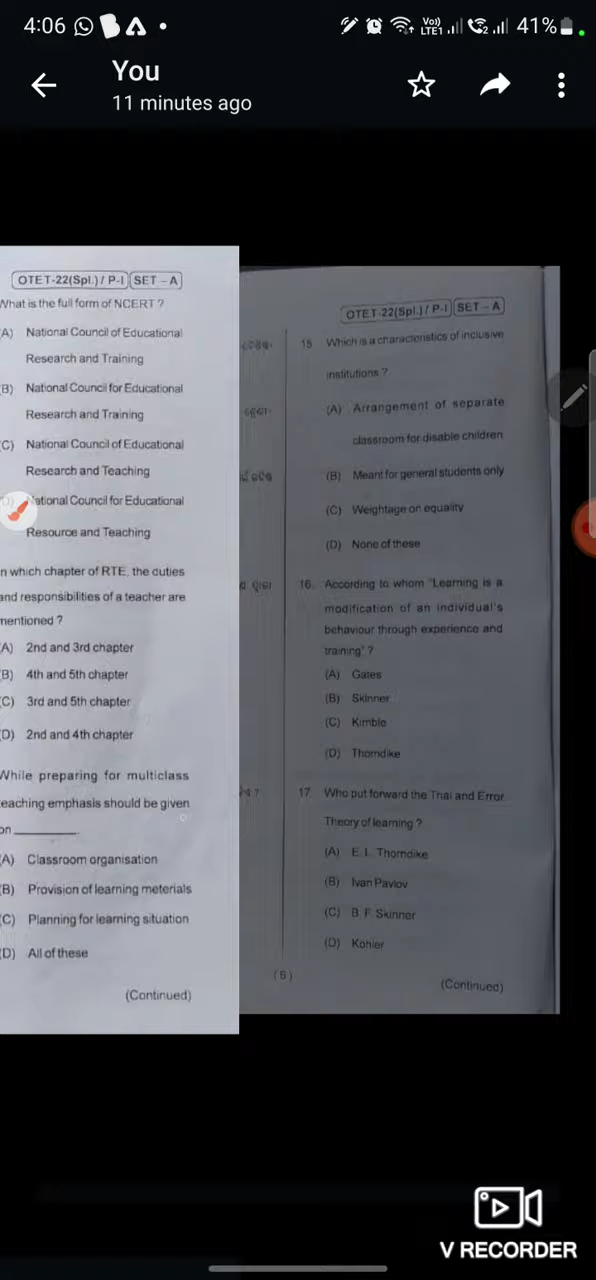 4:06
Vo)
LTE1
2
41%
You
11 minutes ago
OTET-22(Spl.) / P-I SET – A
What is the full form of NCERT ?
A) National Council of Educational
Research and Training
B) National Council for Educational
Research and Training
C) National Council of Educational
Research and Teaching
National Council for Educational
Resource and Teaching
n which chapter of RTE, the duties
and responsibilities of a teacher are
mentioned ?
A) 2nd and 3rd chapter
B) 4th and 5th chapter
C) 3rd and 5th chapter
D) 2nd and 4th chapter
While preparing for multiclass
eaching emphasis should be given
on ________.
A) Classroom organisation
B) Provision of learning meterials
C) Planning for learning situation
D) All of these
(Continued)
OTET-22(Spl.) / P-I SET – A
15 Which is a characteristics of inclusive
institutions ?
(A) Arrangement of separate
classroom for disable children
(B) Meant for general students only
(C) Weightage on equality
(D) None of these
16. According to whom "Learning is a
modification of an individual's
behaviour through experience and
training" ?
(A) Gates
(B) Skinner
(C) Kimble
(D) Thorndike
17. Who put forward the Trial and Error
Theory of learning ?
(A) E. L. Thorndike
(B) Ivan Pavlov
(C) B. F. Skinner
(D) Kohler
(6)
(Continued)
V RECORDER